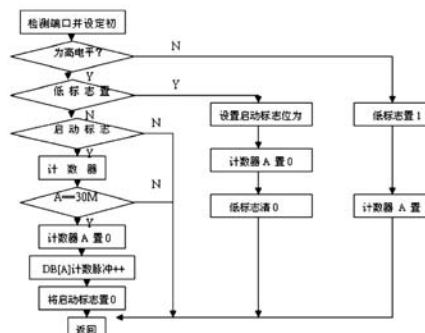 检测端口并设定初
为高电平?
N
Y
低标志置
Y
N
启动标志
N
设置启动标志位为
低标志置1
Y
计数器
计数器A置0
N
A==30M
低标志清0
计数器A置
Y
计数器A置0
DB[A]计数脉冲++
将启动标志置0
返回